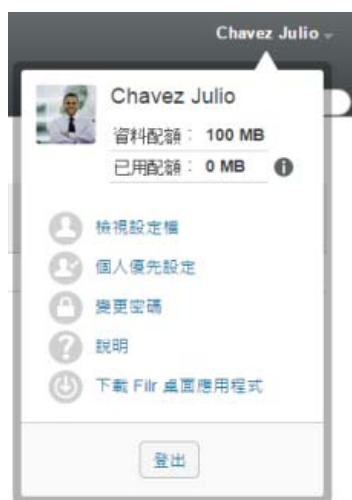 Chavez Julio
Chavez Julio
資料配額： 100 MB
已用配額： 0 MB
檢視設定檔
個人優先設定
變更密碼
說明
下載 Filr 桌面應用程式
登出